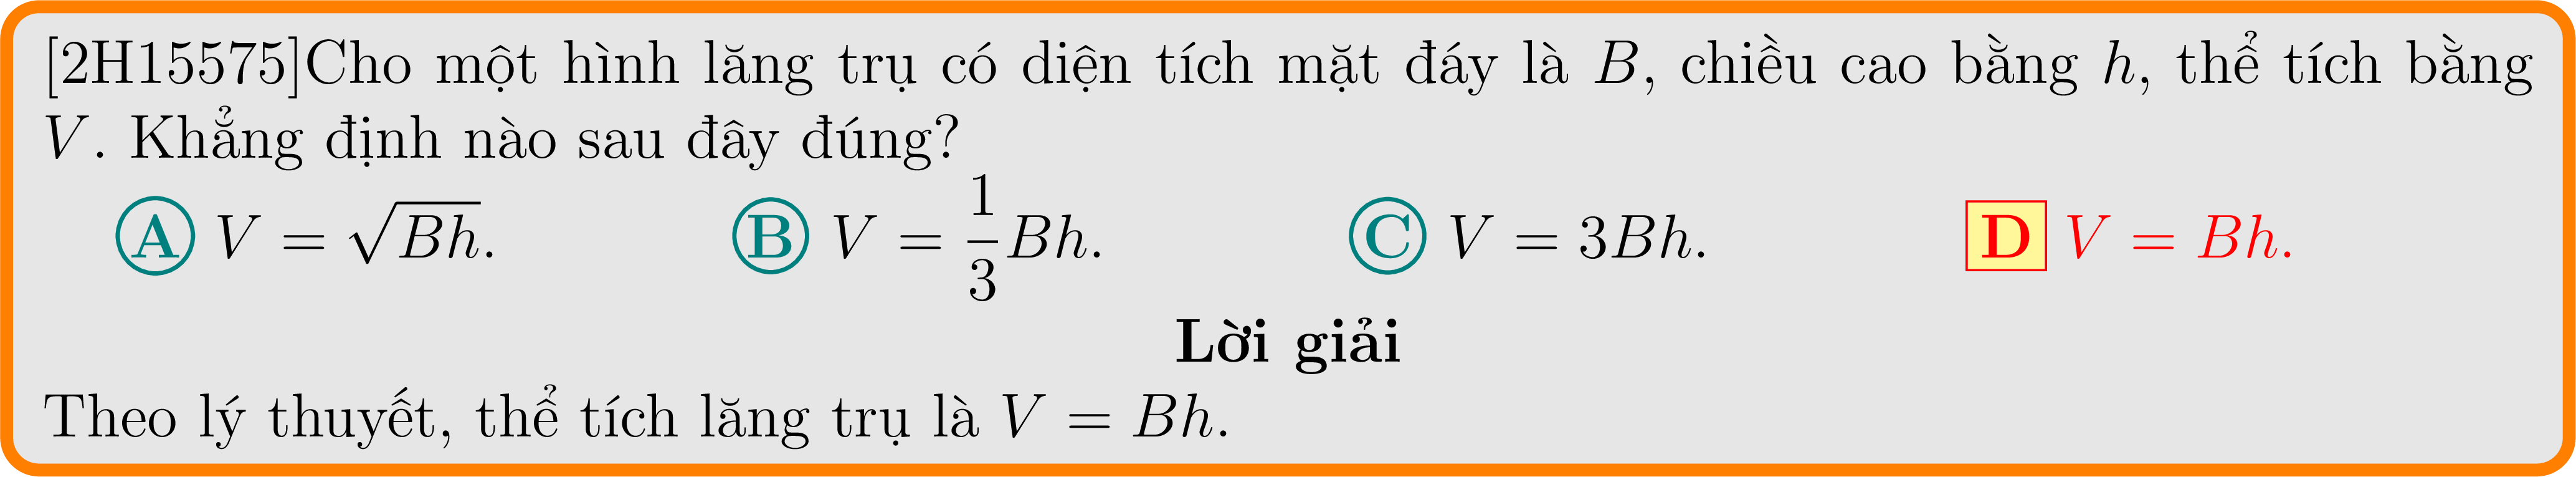 [2H15575]Cho một hình lăng trụ có diện tích mặt đáy là B, chiều cao bằng h, thể tích bằng
V. Khẳng định nào sau đây đúng?
A V = √Bh. B V = 1/3 Bh. C V = 3Bh. D V = Bh.
Lời giải
Theo lý thuyết, thể tích lăng trụ là V = Bh.